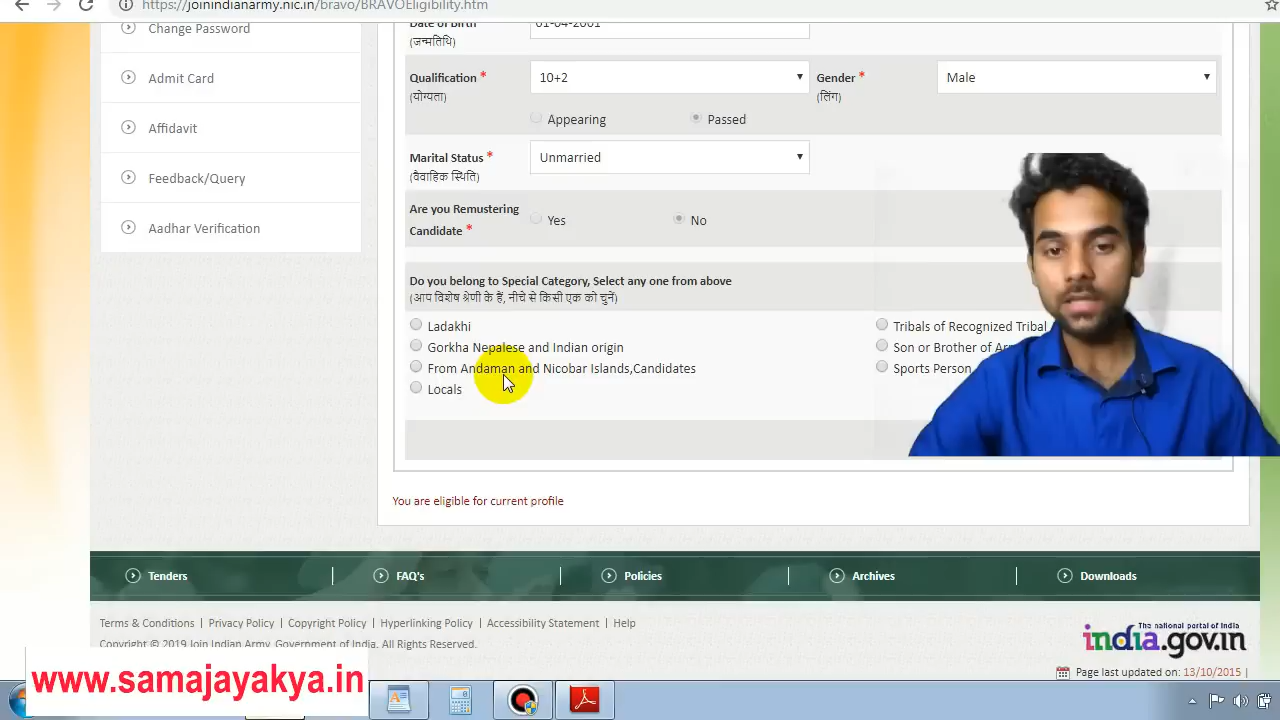 https://joinindianarmy.nic.in/bravo/BRAVOEligibility.htm
Change Password
Admit Card
Affidavit
Feedback/Query
Aadhar Verification
Date of Birth
(जन्मतिथि)
01-04-2001
Qualification *
(योग्यता)
10+2
Gender *
(लिंग)
Male
Appearing
Passed
Marital Status *
(वैवाहिक स्थिति)
Unmarried
Are you Remustering
Candidate *
Yes
No
Do you belong to Special Category, Select any one from above
(आप विशेष श्रेणी के हैं, नीचे से किसी एक को चुनें)
Ladakhi
Tribals of Recognized Tribal
Gorkha Nepalese and Indian origin
Son or Brother of
From Andaman and Nicobar Islands,Candidates
Sports Person
Locals
You are eligible for current profile
Tenders
FAQ's
Policies
Archives
Downloads
Terms & Conditions | Privacy Policy | Copyright Policy | Hyperlinking Policy | Accessibility Statement | Help
Copyright © 2019 Join Indian Army, Government of India. All Rights Reserved.
The national portal of India
india.gov.in
Page last updated on: 13/10/2015
www.samajayakya.in